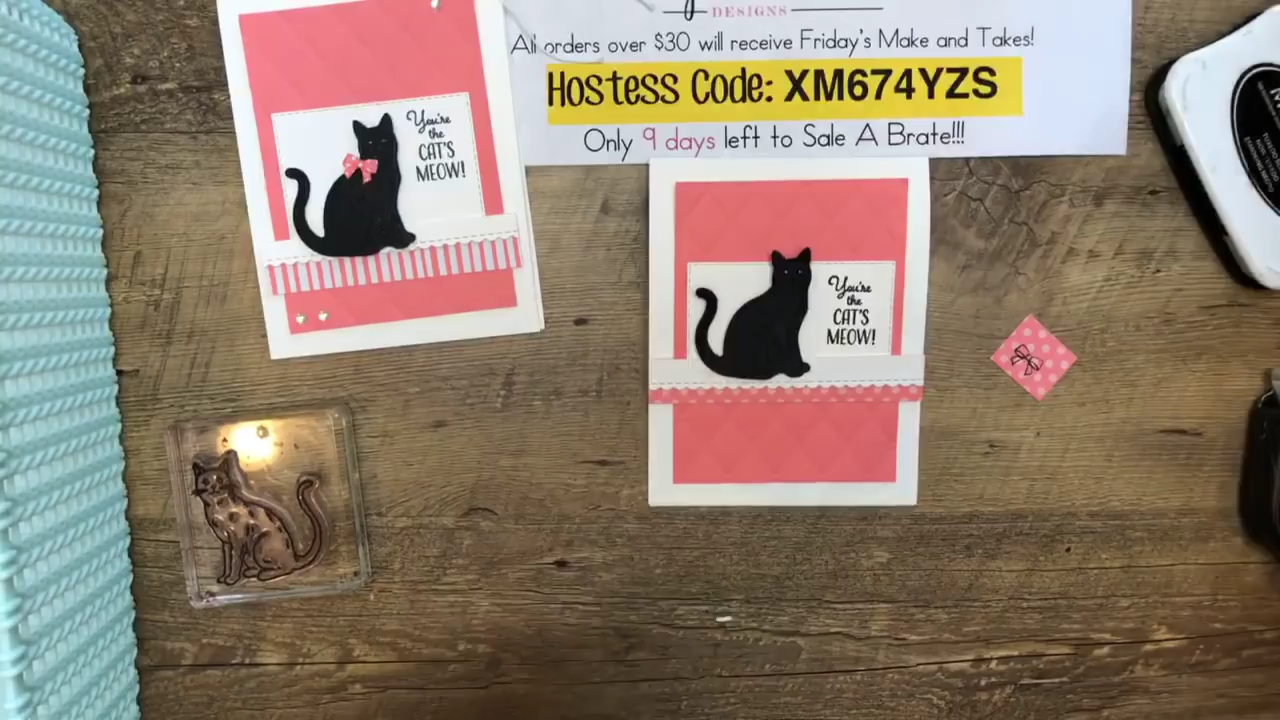 DESIGNS
All orders over $30 will receive Friday's Make and Takes!
Hostess Code: XM674YZS
Only 9 days left to Sale A Brate!!!
You're
the
CAT'S
MEOW!
You're
the
CAT'S
MEOW!